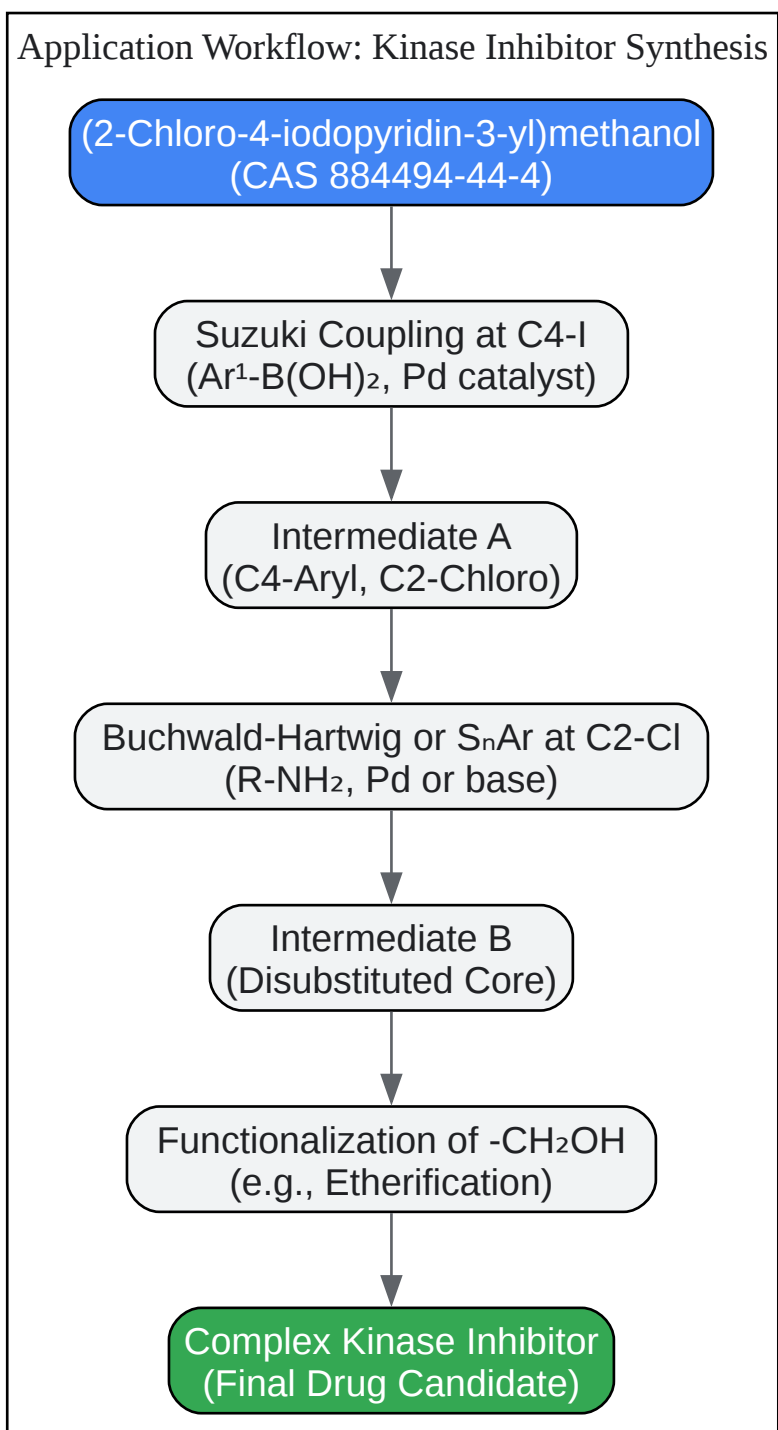 Application Workflow: Kinase Inhibitor Synthesis
(2-Chloro-4-iodopyridin-3-yl)methanol
(CAS 884494-44-4)
Suzuki Coupling at C4-I
(Ar¹-B(OH)₂, Pd catalyst)
Intermediate A
(C4-Aryl, C2-Chloro)
Buchwald-Hartwig or SₙAr at C2-Cl
(R-NH₂, Pd or base)
Intermediate B
(Disubstituted Core)
Functionalization of -CH₂OH
(e.g., Etherification)
Complex Kinase Inhibitor
(Final Drug Candidate)